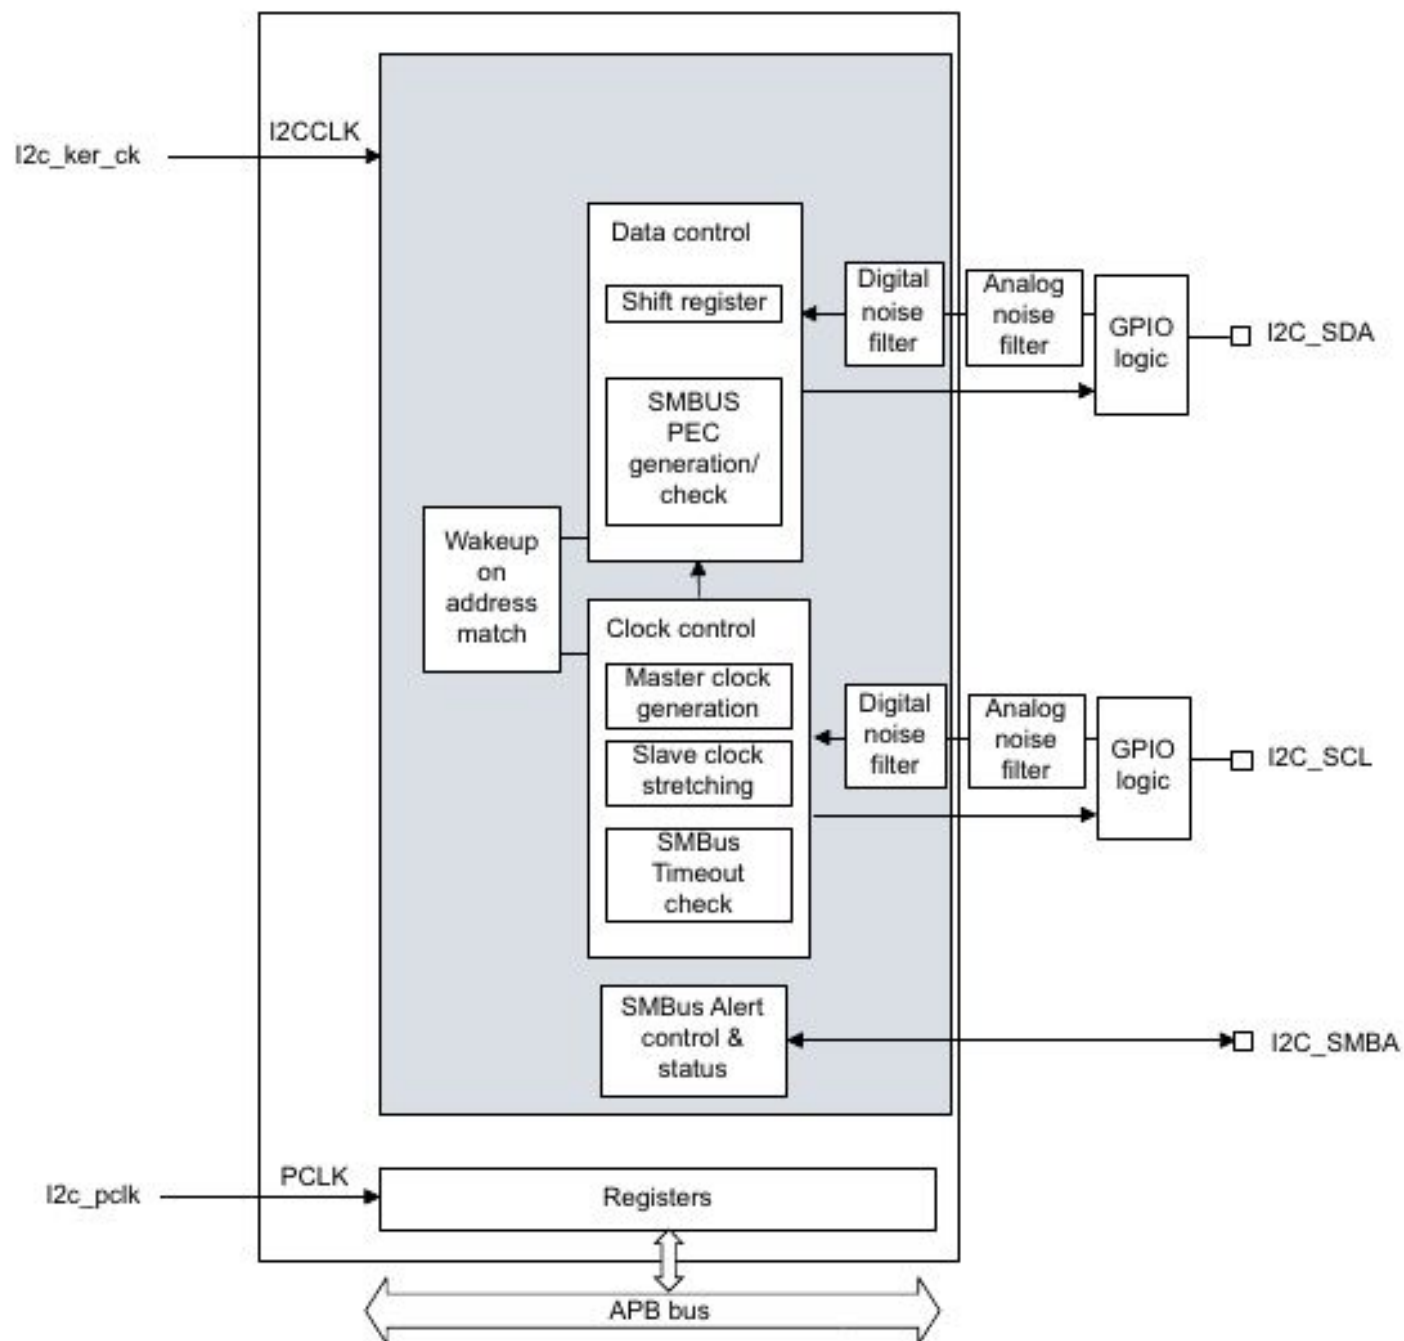 I2CCLK
I2c_ker_ck
Data control
Shift register
SMBUS
PEC
generation/
check
Digital
noise
filter
Analog
noise
filter
GPIO
logic
I2C_SDA
Wakeup
on
address
match
Clock control
Master clock
generation
Slave clock
stretching
SMBus
Timeout
check
Digital
noise
filter
Analog
noise
filter
GPIO
logic
I2C_SCL
SMBus Alert
control &
status
I2C_SMBA
PCLK
I2c_pclk
Registers
APB bus